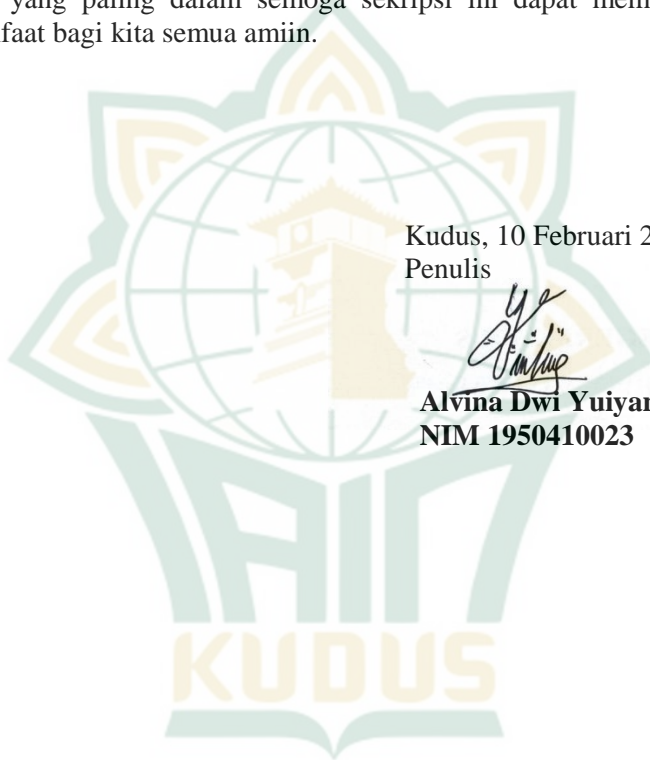 yang paling dalam semoga sekripsi ini dapat mem
faat bagi kita semua amiin.
Kudus, 10 Februari 2
Penulis
Alvina Dwi Yuiyan
NIM 1950410023
IAIN
KUDUS